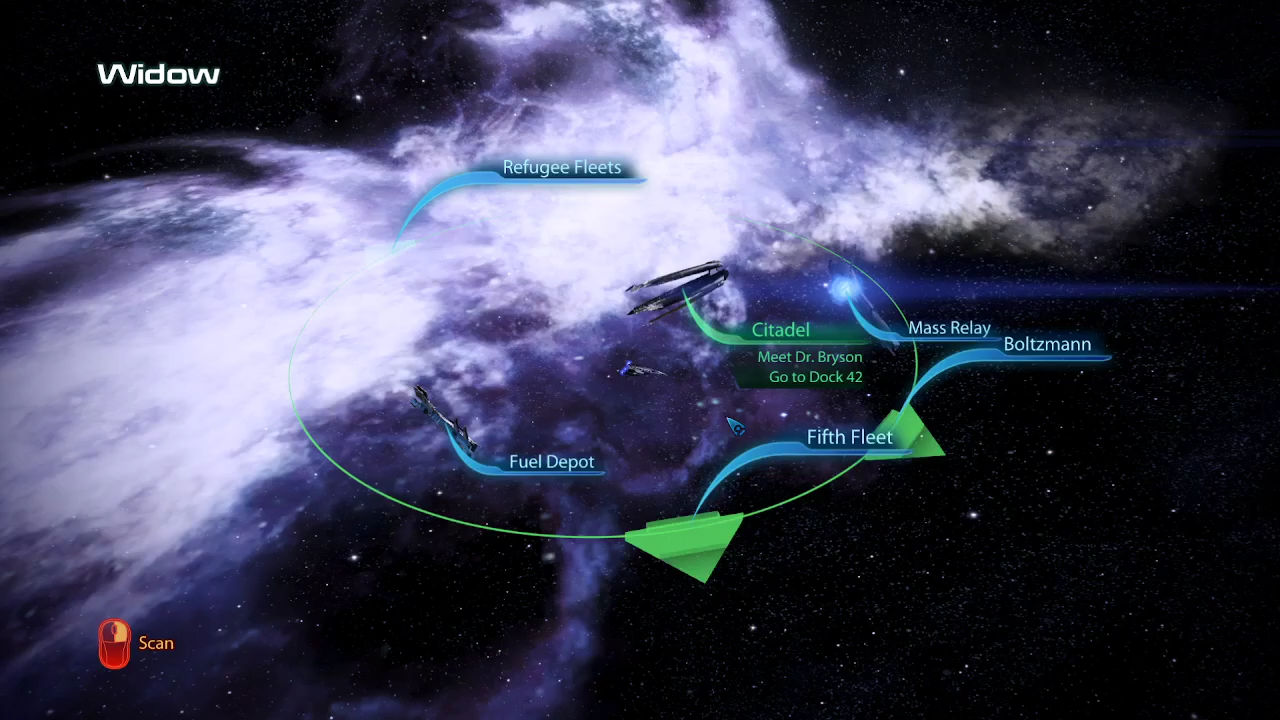 Widow
Refugee Fleets
Citadel
Meet Dr. Bryson
Go to Dock 42
Mass Relay
Boltzmann
Fifth Fleet
Fuel Depot
Scan